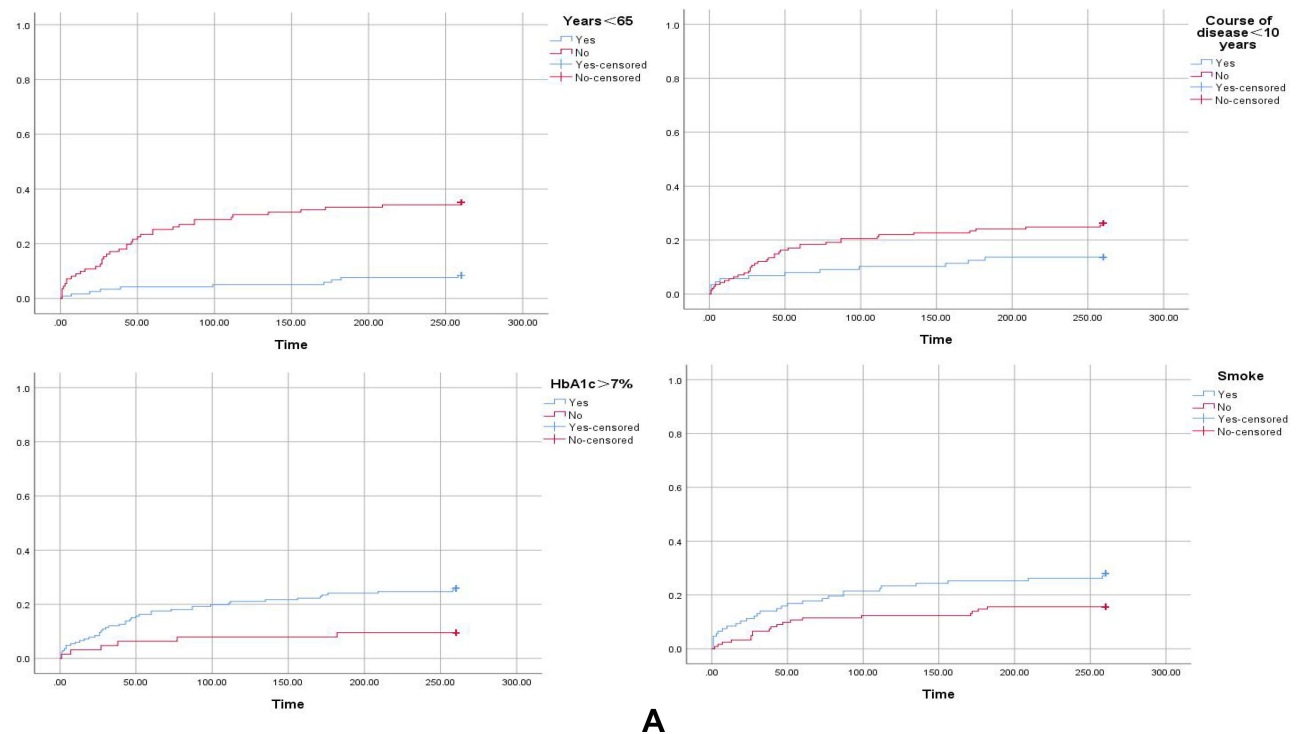 Years<65
Yes
No
Yes-censored
No-censored
1.0
0.8
0.6
0.4
0.2
0.0
.00 50.00 100.00 150.00 200.00 250.00 300.00
Time
Course of
disease<10
years
Yes
No
Yes-censored
No-censored
1.0
0.8
0.6
0.4
0.2
0.0
.00 50.00 100.00 150.00 200.00 250.00 300.00
Time
HbA1c>7%
Yes
No
Yes-censored
No-censored
1.0
0.8
0.6
0.4
0.2
0.0
.00 50.00 100.00 150.00 200.00 250.00 300.00
Time
Smoke
Yes
No
Yes-censored
No-censored
1.0
0.8
0.6
0.4
0.2
0.0
.00 50.00 100.00 150.00 200.00 250.00 300.00
Time
A